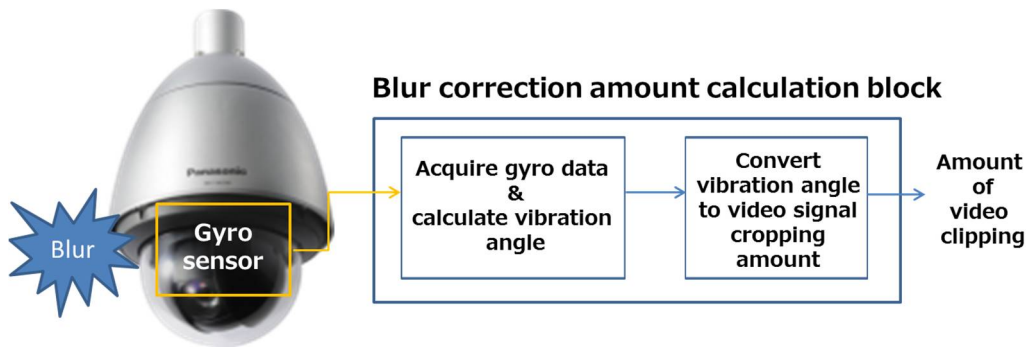 Blur correction amount calculation block
Panasonic
Blur
Gyro
sensor
Acquire gyro data
&
calculate vibration
angle
Convert
vibration angle
to video signal
cropping
amount
Amount
of
video
clipping